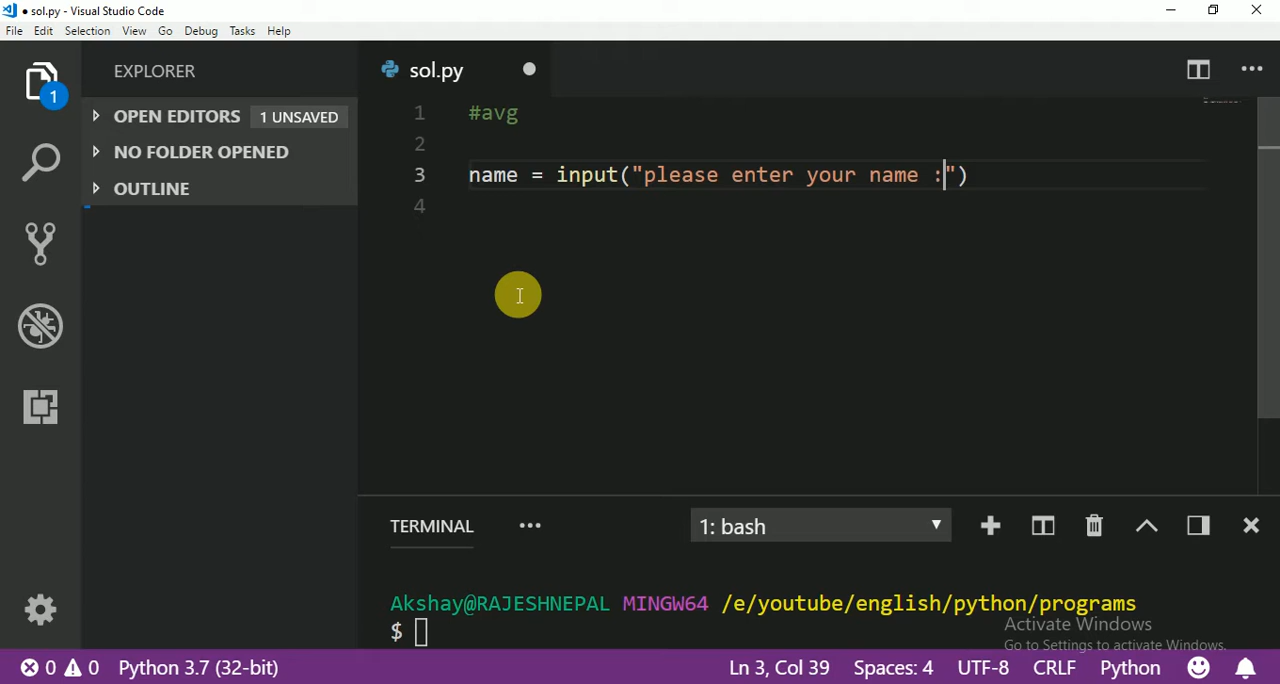 ● sol.py - Visual Studio Code
File Edit Selection View Go Debug Tasks Help
EXPLORER
sol.py
1
OPEN EDITORS 1 UNSAVED
NO FOLDER OPENED
OUTLINE
1 #avg
2
3 name = input("please enter your name :")
4
TERMINAL ... 1: bash
Akshay@RAJESHNEPAL MINGW64 /e/youtube/english/python/programs
$
Activate Windows
Go to Settings to activate Windows.
0 0 Python 3.7 (32-bit) Ln 3, Col 39 Spaces: 4 UTF-8 CRLF Python